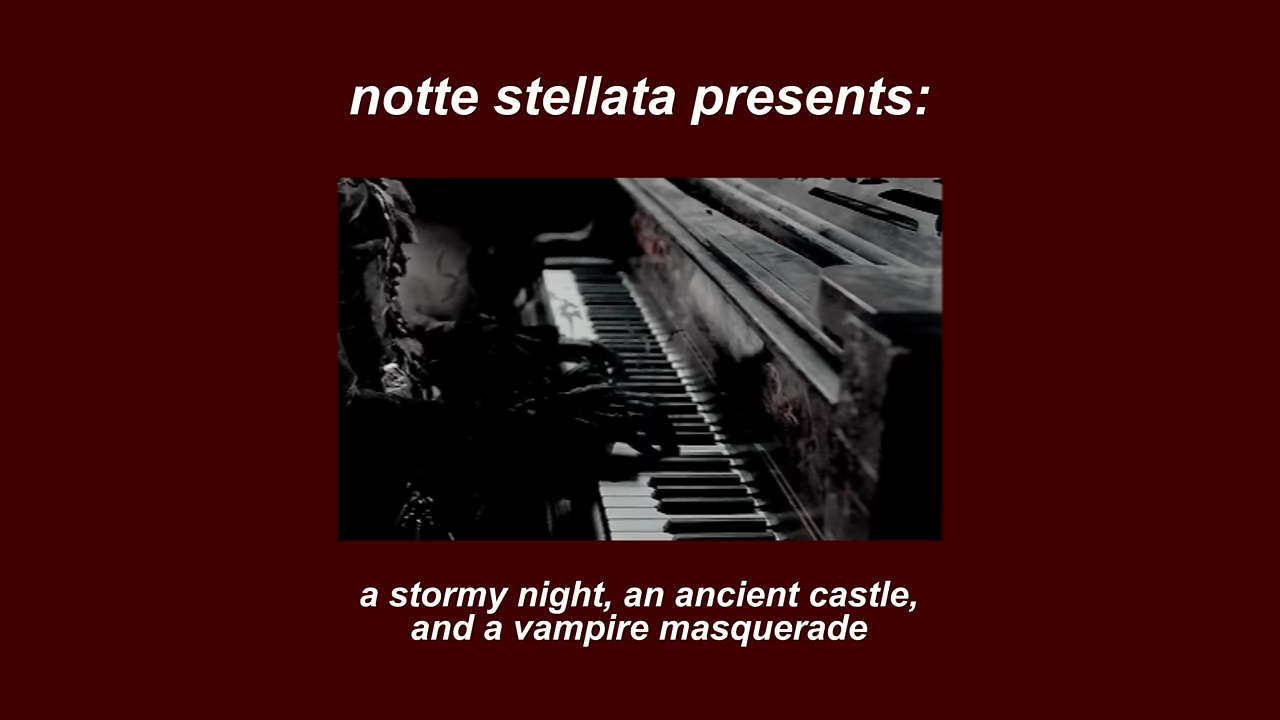 notte stellata presents:
a stormy night, an ancient castle,
and a vampire masquerade